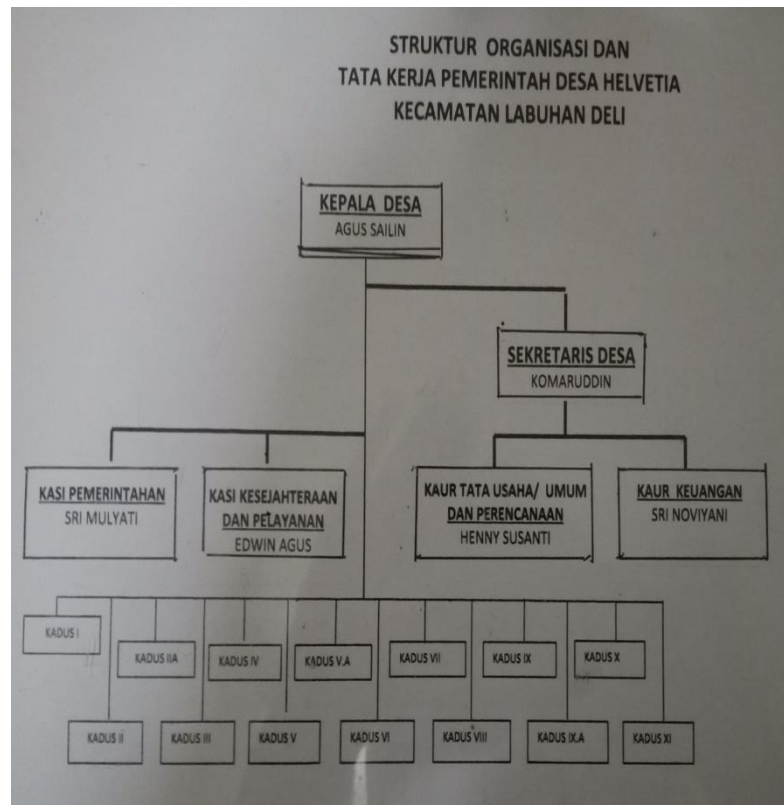 STRUKTUR ORGANISASI DAN
TATA KERJA PEMERINTAH DESA HELVETIA
KECAMATAN LABUHAN DELI
KEPALA DESA
AGUS SAILIN
SEKRETARIS DESA
KOMARUDDIN
KASI PEMERINTAHAN
SRI MULYATI
KASI KESEJAHTERAAN
DAN PELAYANAN
EDWIN AGUS
KAUR TATA USAHA/ UMUM
DAN PERENCANAAN
HENNY SUSANTI
KAUR KEUANGAN
SRI NOVIYANI
KADUS I
KADUS IIA
KADUS IV
KADUS V.A
KADUS VII
KADUS IX
KADUS X
KADUS II
KADUS III
KADUS V
KADUS VI
KADUS VIII
KADUS IX.A
KADUS XI